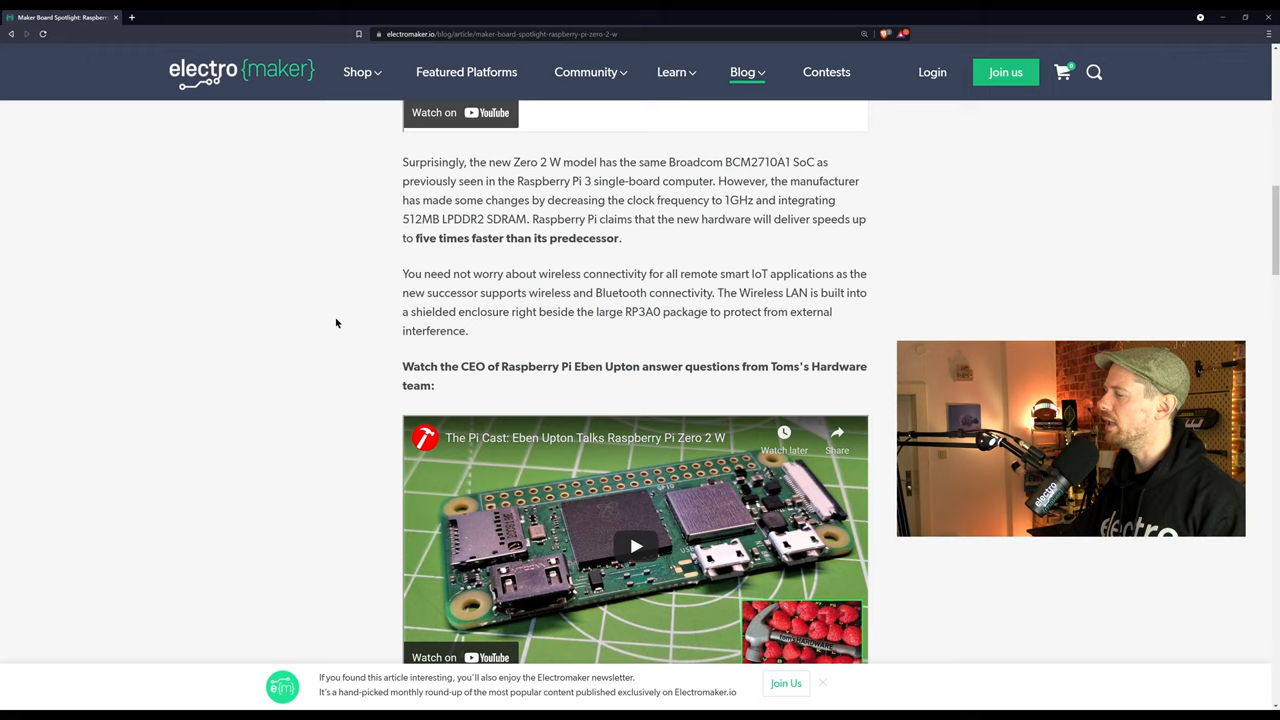 Maker Board Spotlight: Raspberry
electromaker.io/blog/article/maker-board-spotlight-raspberry-pi-zero-2-w
electro {maker}
Shop
Featured Platforms
Community
Learn
Blog
Contests
Login
Join us
0
Watch on YouTube
Surprisingly, the new Zero 2 W model has the same Broadcom BCM2710A1 SoC as
previously seen in the Raspberry Pi 3 single-board computer. However, the manufacturer
has made some changes by decreasing the clock frequency to 1GHz and integrating
512MB LPDDR2 SDRAM. Raspberry Pi claims that the new hardware will deliver speeds up
to five times faster than its predecessor.
You need not worry about wireless connectivity for all remote smart IoT applications as the
new successor supports wireless and Bluetooth connectivity. The Wireless LAN is built into
a shielded enclosure right beside the large RP3A0 package to protect from external
interference.
Watch the CEO of Raspberry Pi Eben Upton answer questions from Toms's Hardware
team:
The Pi Cast: Eben Upton Talks Raspberry Pi Zero 2 W
Watch later
Share
GPIO
tom's HARDWARE
Watch on YouTube
electro
electro
e{m}
If you found this article interesting, you'll also enjoy the Electromaker newsletter.
It's a hand-picked monthly round-up of the most popular content published exclusively on Electromaker.io
Join Us